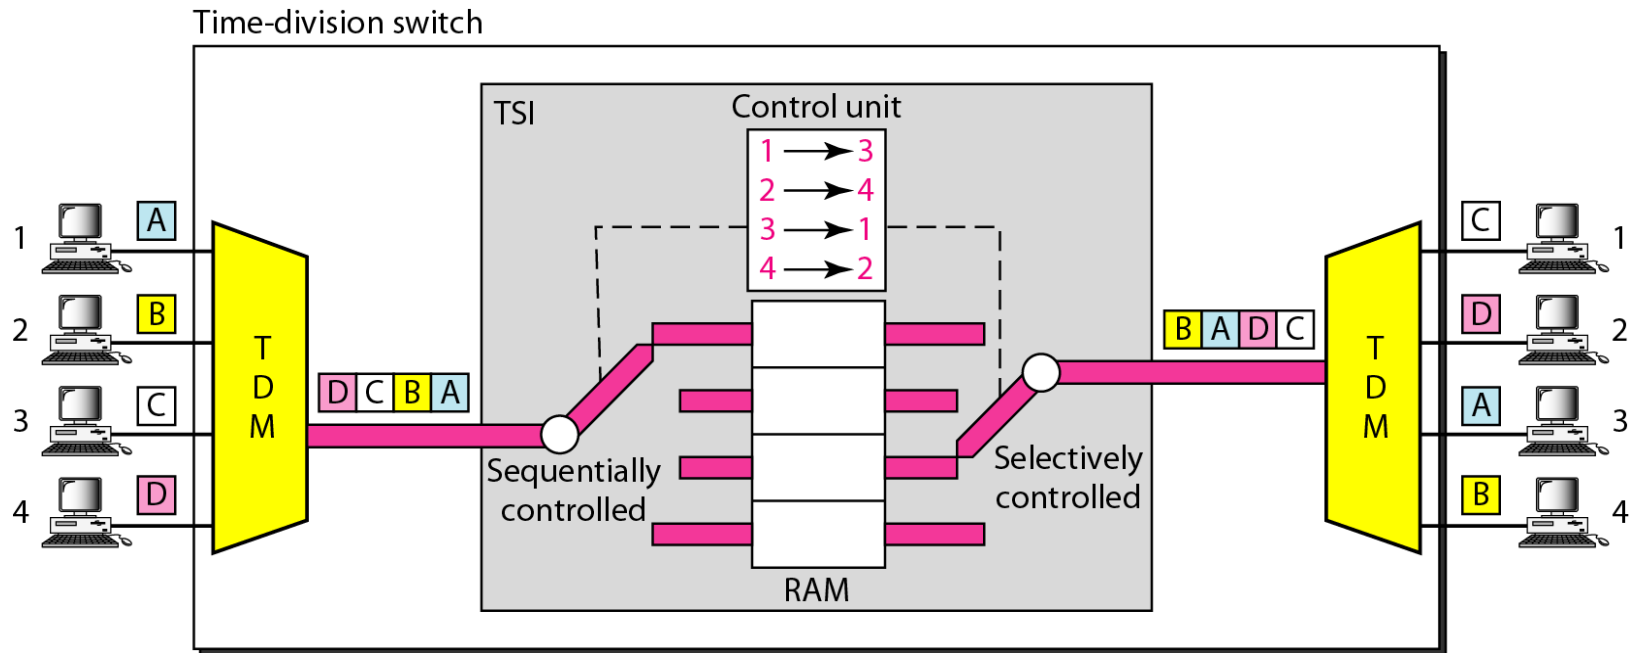 Time-division switch
TSI
Control unit
1 → 3
2 → 4
3 → 1
4 → 2
1 A
2 B
3 C
4 D
T
D
M
D C B A
Sequentially
controlled
RAM
Selectively
controlled
B A D C
T
D
M
C 1
D 2
A 3
B 4